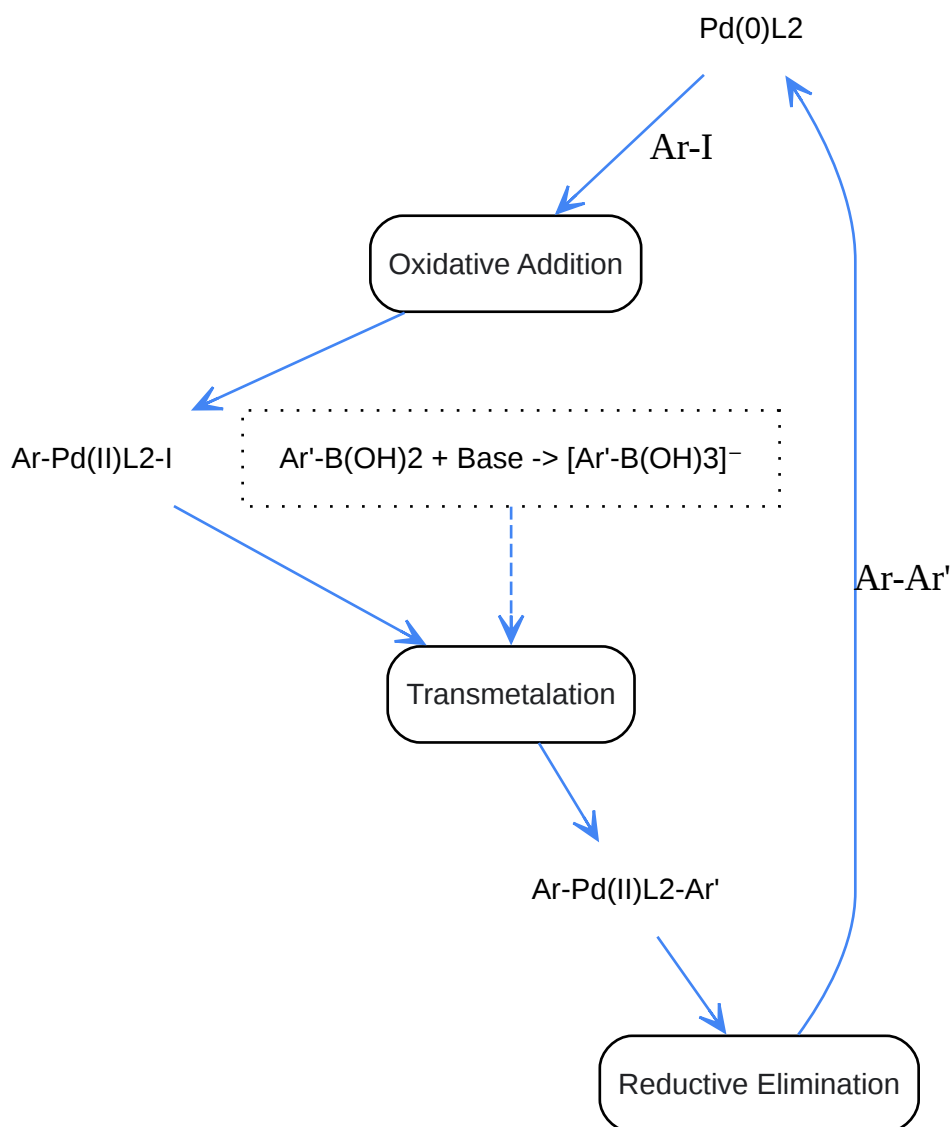 Pd(0)L2
Ar-I
Oxidative Addition
Ar-Pd(II)L2-I
Ar'-B(OH)2 + Base -> [Ar'-B(OH)3]⁻
Ar-Ar'
Transmetalation
Ar-Pd(II)L2-Ar'
Reductive Elimination